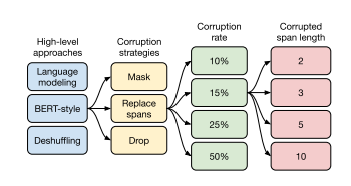 High-level
approaches
Language
modeling
BERT-style
Deshuffling
Corruption
strategies
Mask
Replace
spans
Drop
Corruption
rate
10%
15%
25%
50%
Corrupted
span length
2
3
5
10